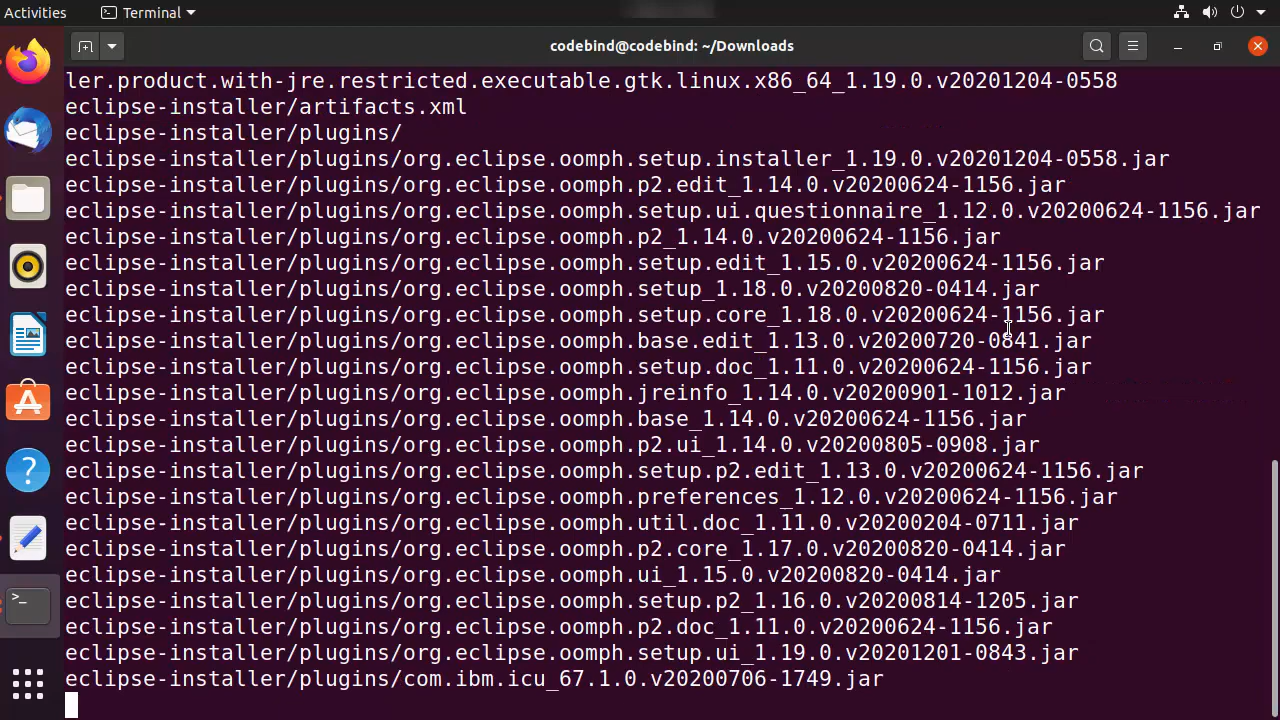 Activities
Terminal
codebind@codebind: ~/Downloads
ler.product.with-jre.restricted.executable.gtk.linux.x86_64_1.19.0.v20201204-0558
eclipse-installer/artifacts.xml
eclipse-installer/plugins/
eclipse-installer/plugins/org.eclipse.oomph.setup.installer_1.19.0.v20201204-0558.jar
eclipse-installer/plugins/org.eclipse.oomph.p2.edit_1.14.0.v20200624-1156.jar
eclipse-installer/plugins/org.eclipse.oomph.setup.ui.questionnaire_1.12.0.v20200624-1156.jar
eclipse-installer/plugins/org.eclipse.oomph.p2_1.14.0.v20200624-1156.jar
eclipse-installer/plugins/org.eclipse.oomph.setup.edit_1.15.0.v20200624-1156.jar
eclipse-installer/plugins/org.eclipse.oomph.setup_1.18.0.v20200820-0414.jar
eclipse-installer/plugins/org.eclipse.oomph.setup.core_1.18.0.v20200624-1156.jar
eclipse-installer/plugins/org.eclipse.oomph.base.edit_1.13.0.v20200720-0841.jar
eclipse-installer/plugins/org.eclipse.oomph.setup.doc_1.11.0.v20200624-1156.jar
eclipse-installer/plugins/org.eclipse.oomph.jreinfo_1.14.0.v20200901-1012.jar
eclipse-installer/plugins/org.eclipse.oomph.base_1.14.0.v20200624-1156.jar
eclipse-installer/plugins/org.eclipse.oomph.p2.ui_1.14.0.v20200805-0908.jar
eclipse-installer/plugins/org.eclipse.oomph.setup.p2.edit_1.13.0.v20200624-1156.jar
eclipse-installer/plugins/org.eclipse.oomph.preferences_1.12.0.v20200624-1156.jar
eclipse-installer/plugins/org.eclipse.oomph.util.doc_1.11.0.v20200204-0711.jar
eclipse-installer/plugins/org.eclipse.oomph.p2.core_1.17.0.v20200820-0414.jar
eclipse-installer/plugins/org.eclipse.oomph.ui_1.15.0.v20200820-0414.jar
eclipse-installer/plugins/org.eclipse.oomph.setup.p2_1.16.0.v20200814-1205.jar
eclipse-installer/plugins/org.eclipse.oomph.p2.doc_1.11.0.v20200624-1156.jar
eclipse-installer/plugins/org.eclipse.oomph.setup.ui_1.19.0.v20201201-0843.jar
eclipse-installer/plugins/com.ibm.icu_67.1.0.v20200706-1749.jar